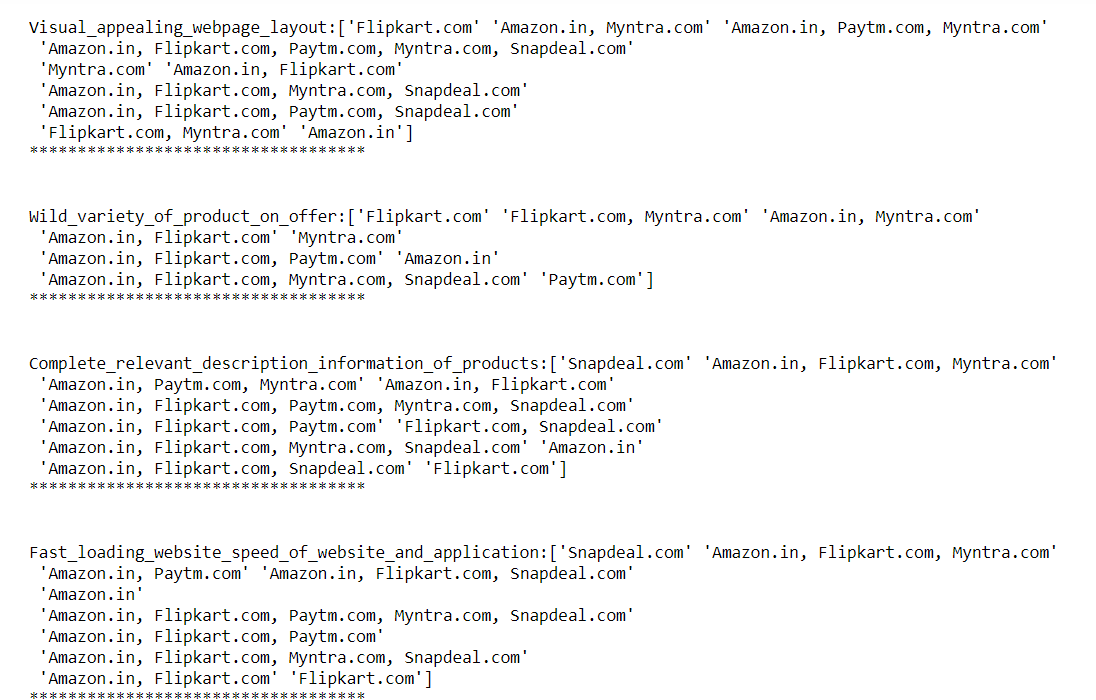 Visual_appealing_webpage_layout:['Flipkart.com' 'Amazon.in, Myntra.com' 'Amazon.in, Paytm.com, Myntra.com'
'Amazon.in, Flipkart.com, Paytm.com, Myntra.com, Snapdeal.com'
'Myntra.com' 'Amazon.in, Flipkart.com'
'Amazon.in, Flipkart.com, Myntra.com, Snapdeal.com'
'Amazon.in, Flipkart.com, Paytm.com, Snapdeal.com'
'Flipkart.com, Myntra.com' 'Amazon.in']
***********************************
Wild_variety_of_product_on_offer:['Flipkart.com' 'Flipkart.com, Myntra.com' 'Amazon.in, Myntra.com'
'Amazon.in, Flipkart.com' 'Myntra.com'
'Amazon.in, Flipkart.com, Paytm.com' 'Amazon.in'
'Amazon.in, Flipkart.com, Myntra.com, Snapdeal.com' 'Paytm.com']
***********************************
Complete_relevant_description_information_of_products:['Snapdeal.com' 'Amazon.in, Flipkart.com, Myntra.com'
'Amazon.in, Paytm.com, Myntra.com' 'Amazon.in, Flipkart.com'
'Amazon.in, Flipkart.com, Paytm.com, Myntra.com, Snapdeal.com'
'Amazon.in, Flipkart.com, Paytm.com' 'Flipkart.com, Snapdeal.com'
'Amazon.in, Flipkart.com, Myntra.com, Snapdeal.com' 'Amazon.in'
'Amazon.in, Flipkart.com, Snapdeal.com' 'Flipkart.com']
***********************************
Fast_loading_website_speed_of_website_and_application:['Snapdeal.com' 'Amazon.in, Flipkart.com, Myntra.com'
'Amazon.in, Paytm.com' 'Amazon.in, Flipkart.com, Snapdeal.com'
'Amazon.in'
'Amazon.in, Flipkart.com, Paytm.com, Myntra.com, Snapdeal.com'
'Amazon.in, Flipkart.com, Paytm.com'
'Amazon.in, Flipkart.com, Myntra.com, Snapdeal.com'
'Amazon.in, Flipkart.com' 'Flipkart.com']
***********************************